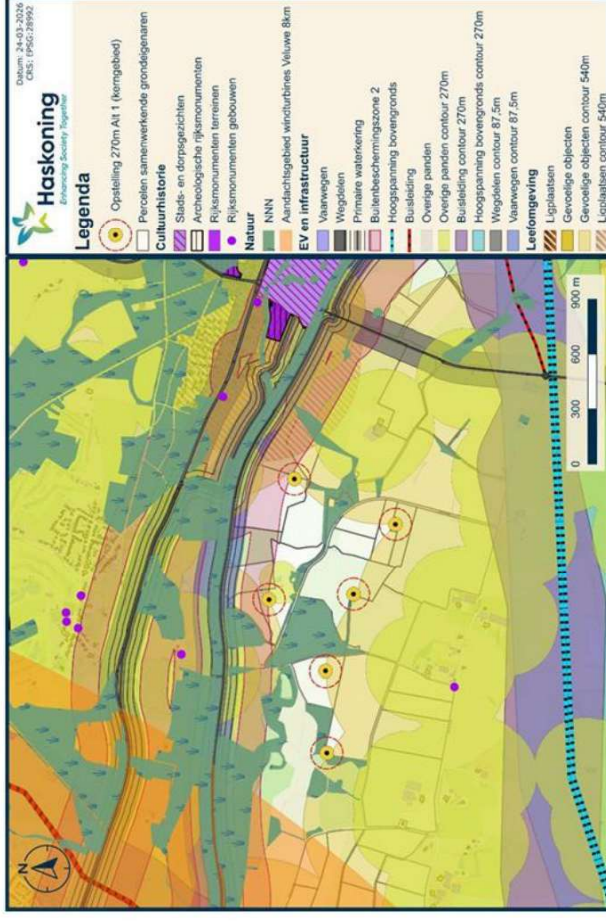 Datum: 24-03-2026
CRS: EPSG:28992
Haskoning
Enhancing Society Together
Legenda
Opstelling 270m Alt 1 (kerngebied)
Percelen samenwerkende grondeigenaren
Cultuurhistorie
Stads- en dorpsgezichten
Archeologische rijksmonumenten
Rijksmonumenten terreinen
Rijksmonumenten gebouwen
Natuur
NNN
Aandachtsgebied windturbines Veluwe 8km
EV en infrastructuur
Vaarwegen
Wegdelen
Primaire waterkering
Buitenbeschermingszone 2
Hoogspanning bovengronds
Buisleiding
Overige panden
Overige panden contour 270m
Buisleiding contour 270m
Hoogspanning bovengronds contour 270m
Wegdelen contour 87,5m
Vaarwegen contour 87,5m
Leefomgeving
Ligplaatsen
Gevoelige objecten
Gevoelige objecten contour 540m
Ligplaatsen contour 540m
N
0 300 600 900 m